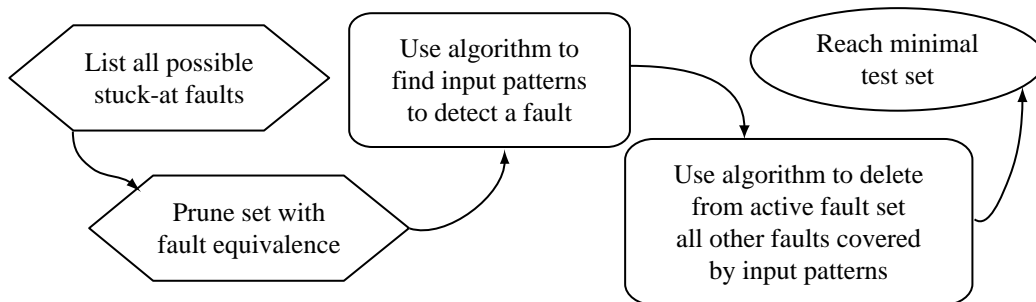 List all possible
stuck-at faults
Prune set with
fault equivalence
Use algorithm to
find input patterns
to detect a fault
Use algorithm to delete
from active fault set
all other faults covered
by input patterns
Reach minimal
test set